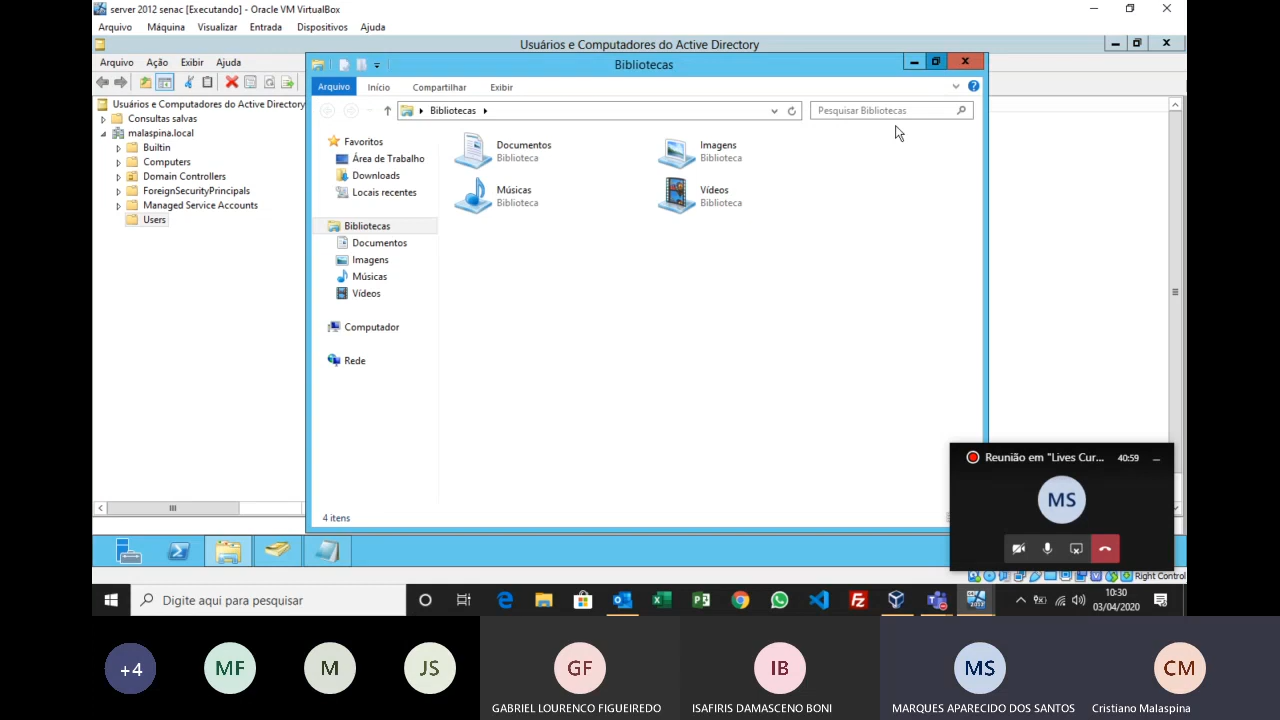 server 2012 senac [Executando] - Oracle VM VirtualBox
Arquivo Máquina Visualizar Entrada Dispositivos Ajuda
Usuários e Computadores do Active Directory
Arquivo Ação Exibir Ajuda
Usuários e Computadores do Active Directory
Consultas salvas
malaspina.local
Builtin
Computers
Domain Controllers
ForeignSecurityPrincipals
Managed Service Accounts
Users
Bibliotecas
Arquivo Início Compartilhar Exibir
Bibliotecas
Pesquisar Bibliotecas
Favoritos
Área de Trabalho
Downloads
Locais recentes
Bibliotecas
Documentos
Imagens
Músicas
Vídeos
Computador
Rede
Documentos
Biblioteca
Imagens
Biblioteca
Músicas
Biblioteca
Vídeos
Biblioteca
4 itens
Reunião em "Lives Cur... 40:59
MS
Right Control
Digite aqui para pesquisar
10:30
03/04/2020
+4
MF
M
JS
GF
GABRIEL LOURENCO FIGUEIREDO
IB
ISAFIRIS DAMASCENO BONI
MS
MARQUES APARECIDO DOS SANTOS
CM
Cristiano Malaspina